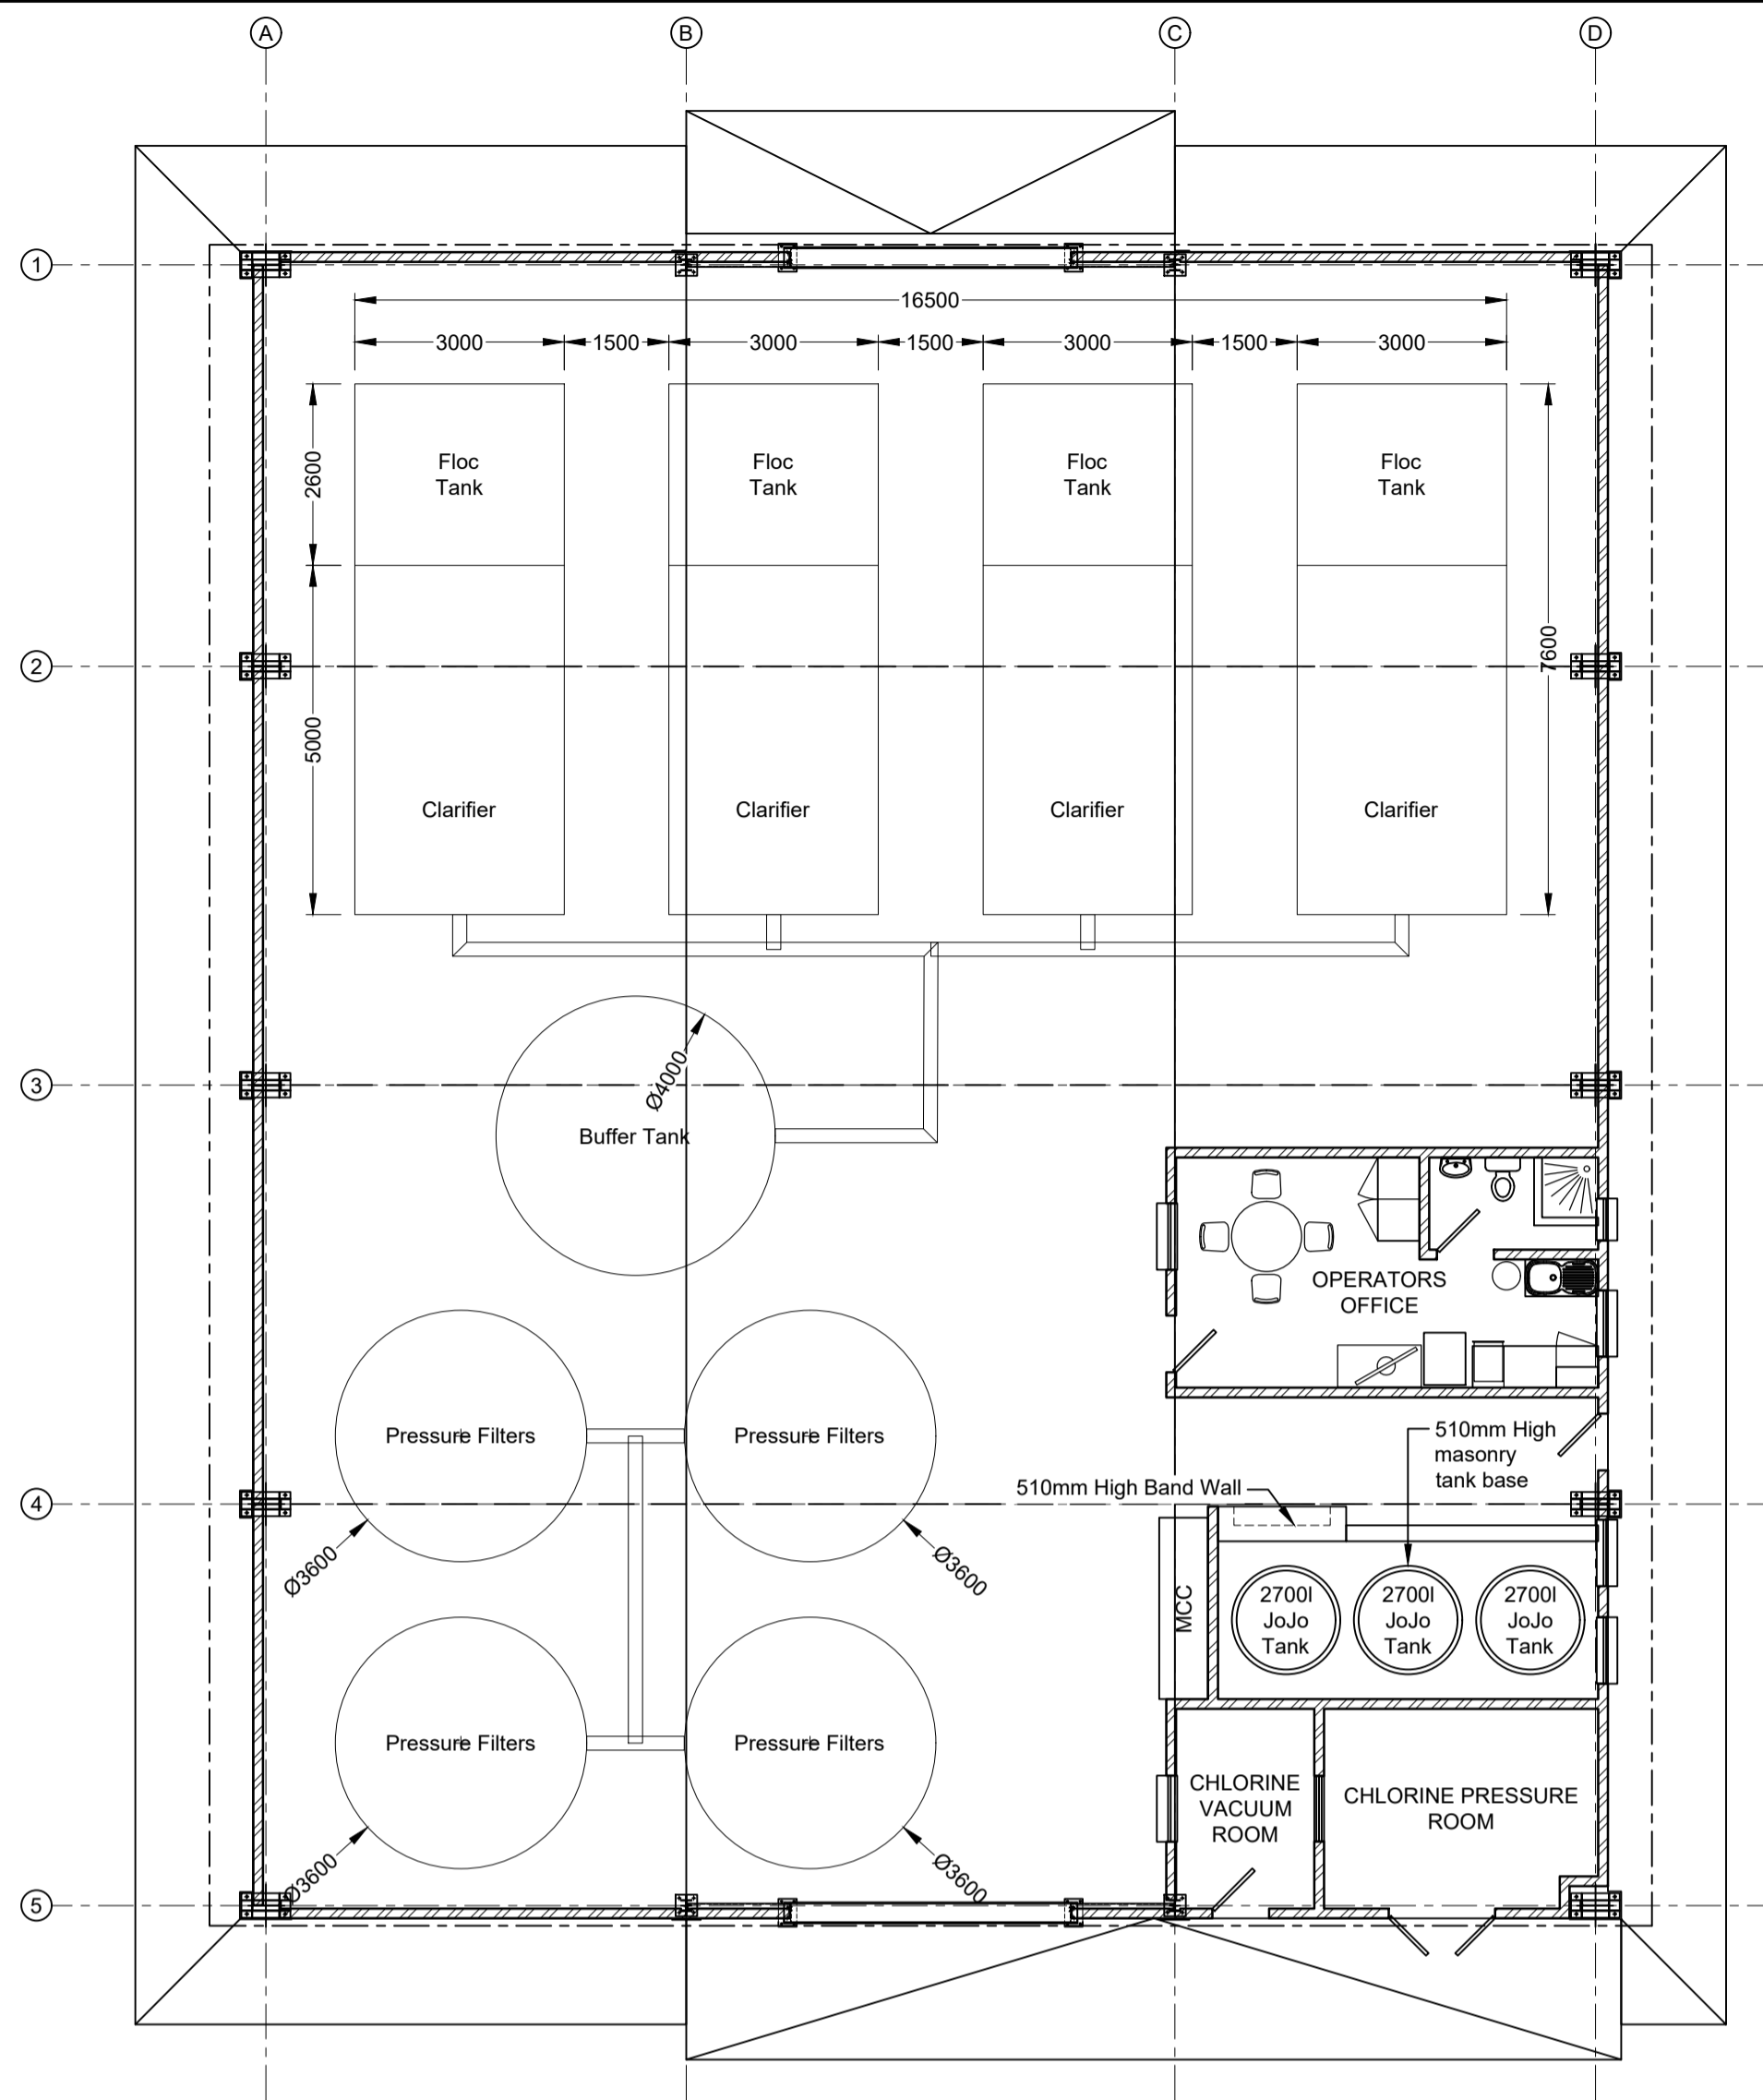 A
B
C
D
1
16500
3000
1500
3000
1500
3000
1500
3000
Floc
Tank
Floc
Tank
Floc
Tank
Floc
Tank
2600
7600
2
5000
Clarifier
Clarifier
Clarifier
Clarifier
3
Ø4000
Buffer Tank
OPERATORS
OFFICE
Pressure Filters
Pressure Filters
510mm High
masonry
tank base
510mm High Band Wall
4
Ø3600
Ø3600
MCC
2700l
JoJo
Tank
2700l
JoJo
Tank
2700l
JoJo
Tank
Pressure Filters
Pressure Filters
CHLORINE
VACUUM
ROOM
CHLORINE PRESSURE
ROOM
Ø3600
Ø3600
5